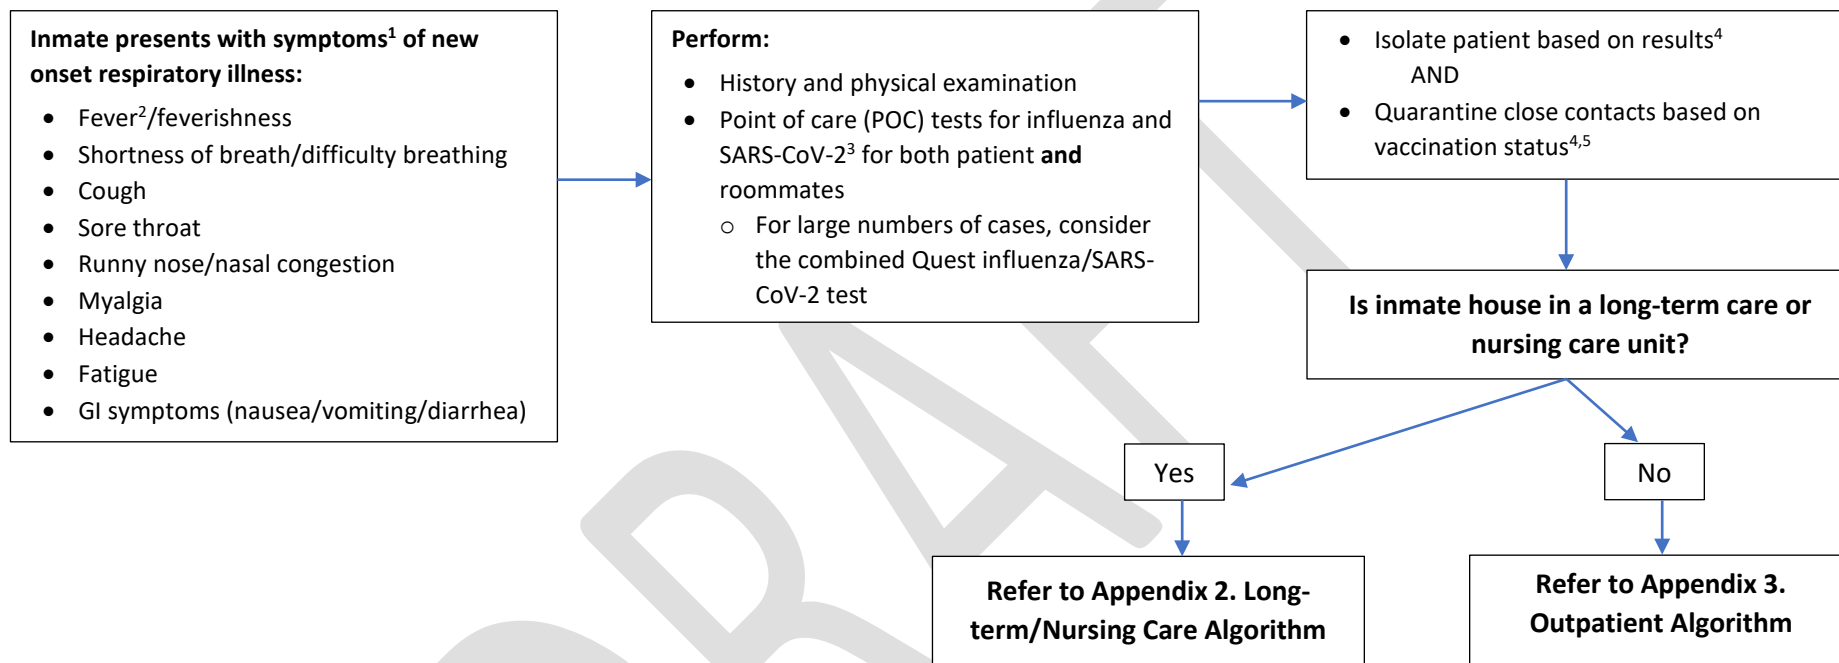 Inmate presents with symptoms¹ of new
onset respiratory illness:
• Fever²/feverishness
• Shortness of breath/difficulty breathing
• Cough
• Sore throat
• Runny nose/nasal congestion
• Myalgia
• Headache
• Fatigue
• GI symptoms (nausea/vomiting/diarrhea)
Perform:
• History and physical examination
• Point of care (POC) tests for influenza and
SARS-CoV-2³ for both patient and
roommates
o For large numbers of cases, consider
the combined Quest influenza/SARS-
CoV-2 test
• Isolate patient based on results⁴
AND
• Quarantine close contacts based on
vaccination status⁴,⁵
Is inmate house in a long-term care or
nursing care unit?
Yes
No
Refer to Appendix 2. Long-
term/Nursing Care Algorithm
Refer to Appendix 3.
Outpatient Algorithm